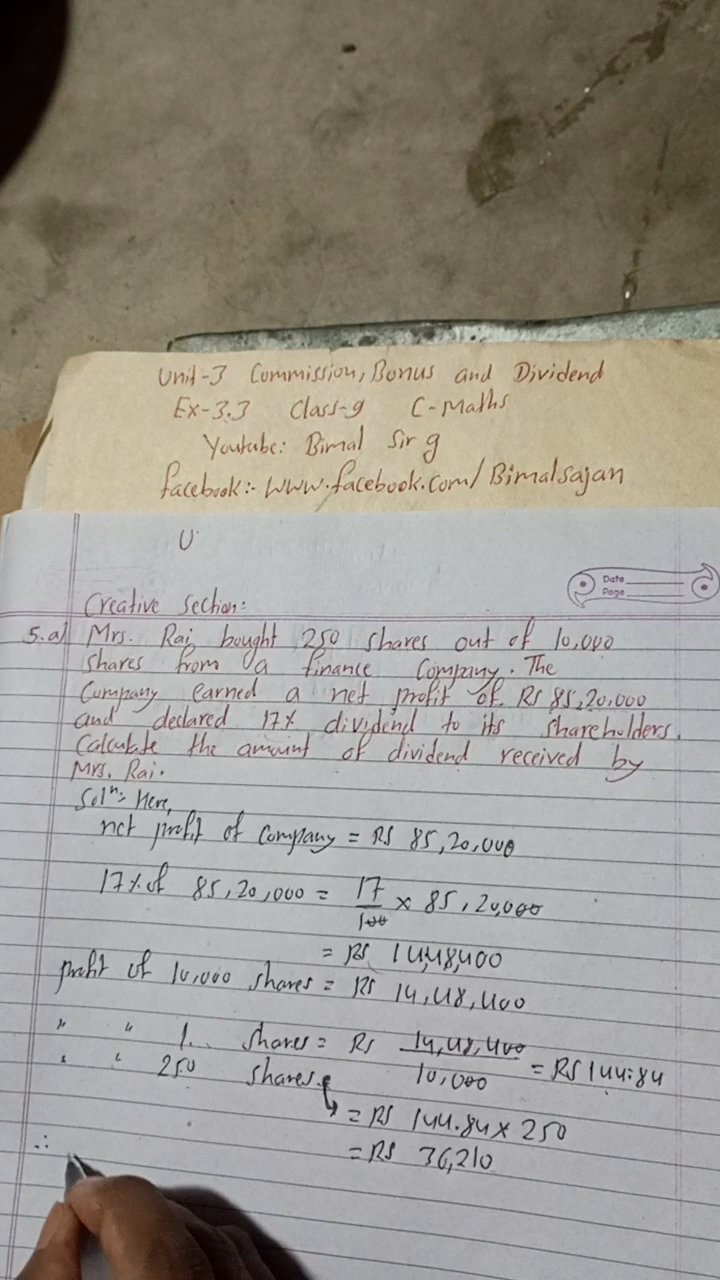 Unit-3 Commission, Bonus and Dividend
Ex-3.3 Class-9 C-Maths
Youtube: Bimal Sir g
facebook:- www.facebook.com/Bimalsajan
U
Date
Page
Creative section:
5.a) Mrs. Rai bought 250 shares out of 10,000
shares from a finance Company. The
Company earned a net profit of Rs 85,20,000
and declared 17% dividend to its shareholders.
Calculate the amount of dividend received by
Mrs. Rai.
Solⁿ: Here,
net profit of company = Rs 85,20,000
17% of 85,20,000 = 17/100 × 85,20,000
= Rs 14,48,400
profit of 10,000 shares = Rs 14,48,400
" " 1.. shares = Rs 14,48,400/10,000 = Rs 144.84
" " 250 shares
= Rs 144.84 × 250
= Rs 36,210
∴